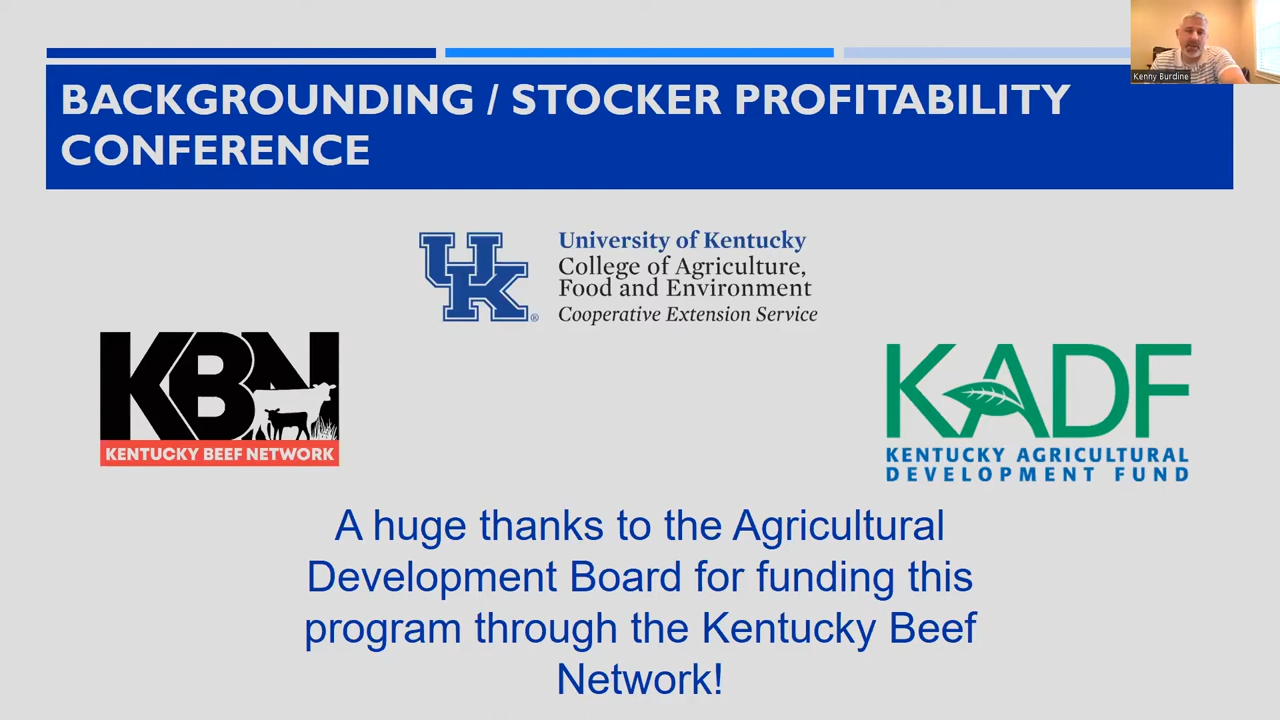 BACKGROUNDING / STOCKER PROFITABILITY
CONFERENCE
Kenny Burdine
UK®
University of Kentucky
College of Agriculture,
Food and Environment
Cooperative Extension Service
KBN
KENTUCKY BEEF NETWORK
KADF
KENTUCKY AGRICULTURAL
DEVELOPMENT FUND
A huge thanks to the Agricultural
Development Board for funding this
program through the Kentucky Beef
Network!